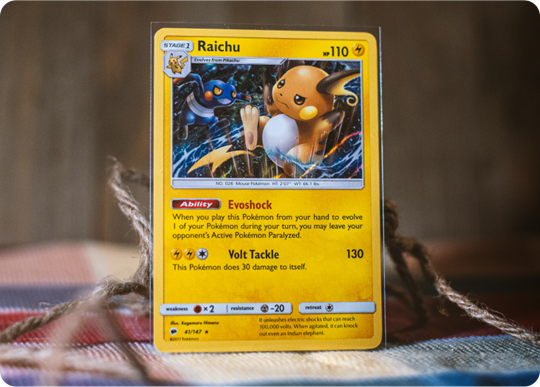 STAGE 1
Raichu
HP 110
Evolves from Pikachu
NO. 026 Mouse Pokémon HT: 2'07" WT: 66.1 lbs.
Ability Evoshock
When you play this Pokémon from your hand to evolve
1 of your Pokémon during your turn, you may leave your
opponent's Active Pokémon Paralyzed.
Volt Tackle 130
This Pokémon does 30 damage to itself.
weakness ×2 resistance -20 retreat
Illus. Kagemaru Himeno
41/147 ★
It unleashes electric shocks that can reach
100,000 volts. When agitated, it can knock
out even an Indian elephant.
©2017 Pokémon